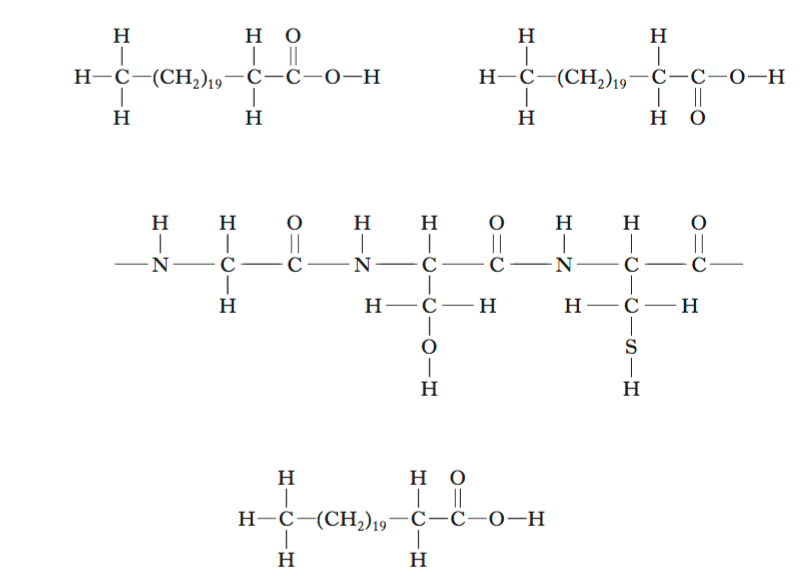 H H O H H
H–C–(CH₂)₁₉–C–C–O–H H–C–(CH₂)₁₉–C–C–O–H
H H H H O
H H O H H O H H O
–N–C–C–N–C–C–N–C–C–
H H–C–H H–C–H
O S
H H
H H O
H–C–(CH₂)₁₉–C–C–O–H
H H